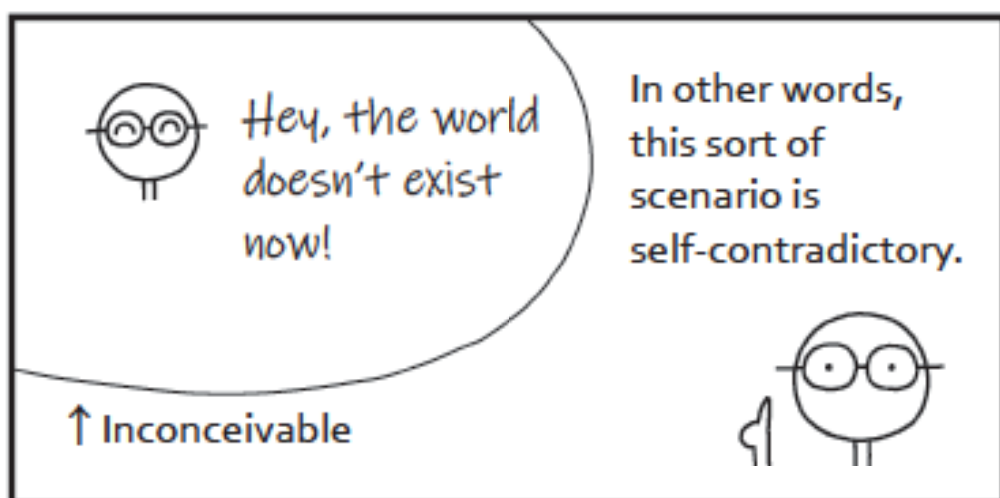 Hey, the world
doesn't exist
now!
In other words,
this sort of
scenario is
self-contradictory.
↑ Inconceivable